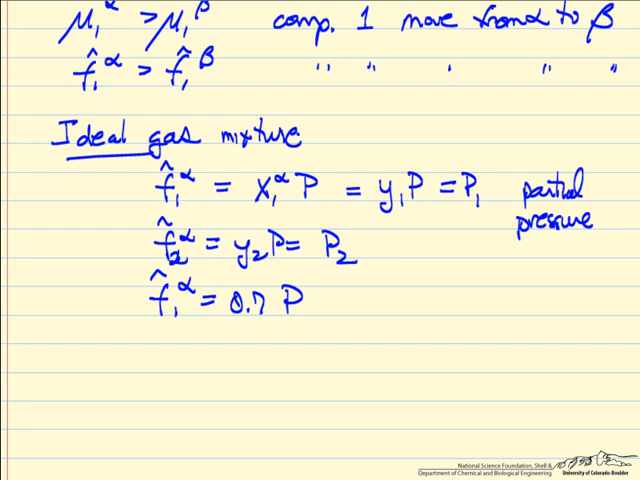 μ₁^α > μ₁^β comp. 1 move from α to β
f̂₁^α > f̂₁^β " " " " "
Ideal gas mixture
f̂₁^α = x₁^α P = y₁P = P₁ partial pressure
f̂₂^α = y₂P = P₂
f̂₁^α = 0.7 P
National Science Foundation, Shell &
Department of Chemical and Biological Engineering University of Colorado-Boulder